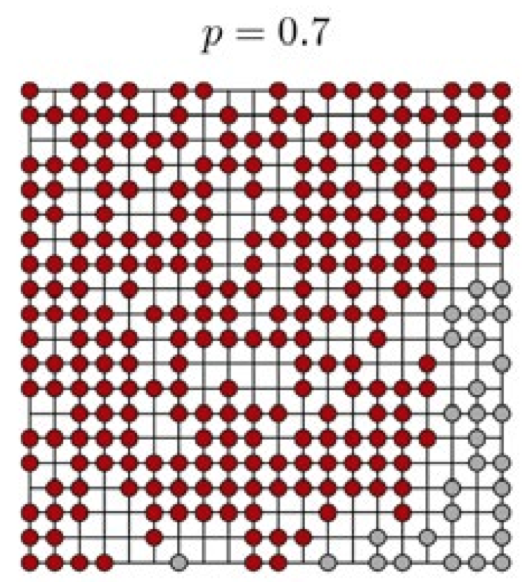 p = 0.7